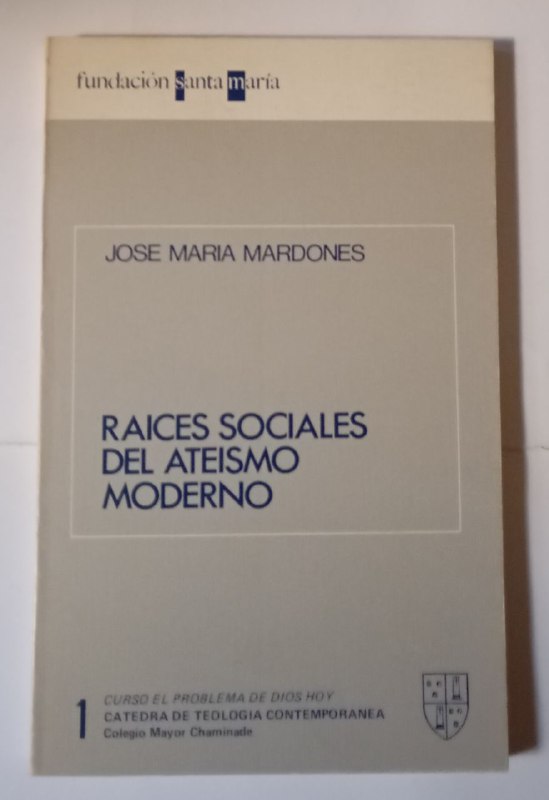 fundación santa maría
JOSE MARIA MARDONES
RAICES SOCIALES
DEL ATEISMO
MODERNO
1
CURSO EL PROBLEMA DE DIOS HOY
CATEDRA DE TEOLOGIA CONTEMPORANEA
Colegio Mayor Chaminade